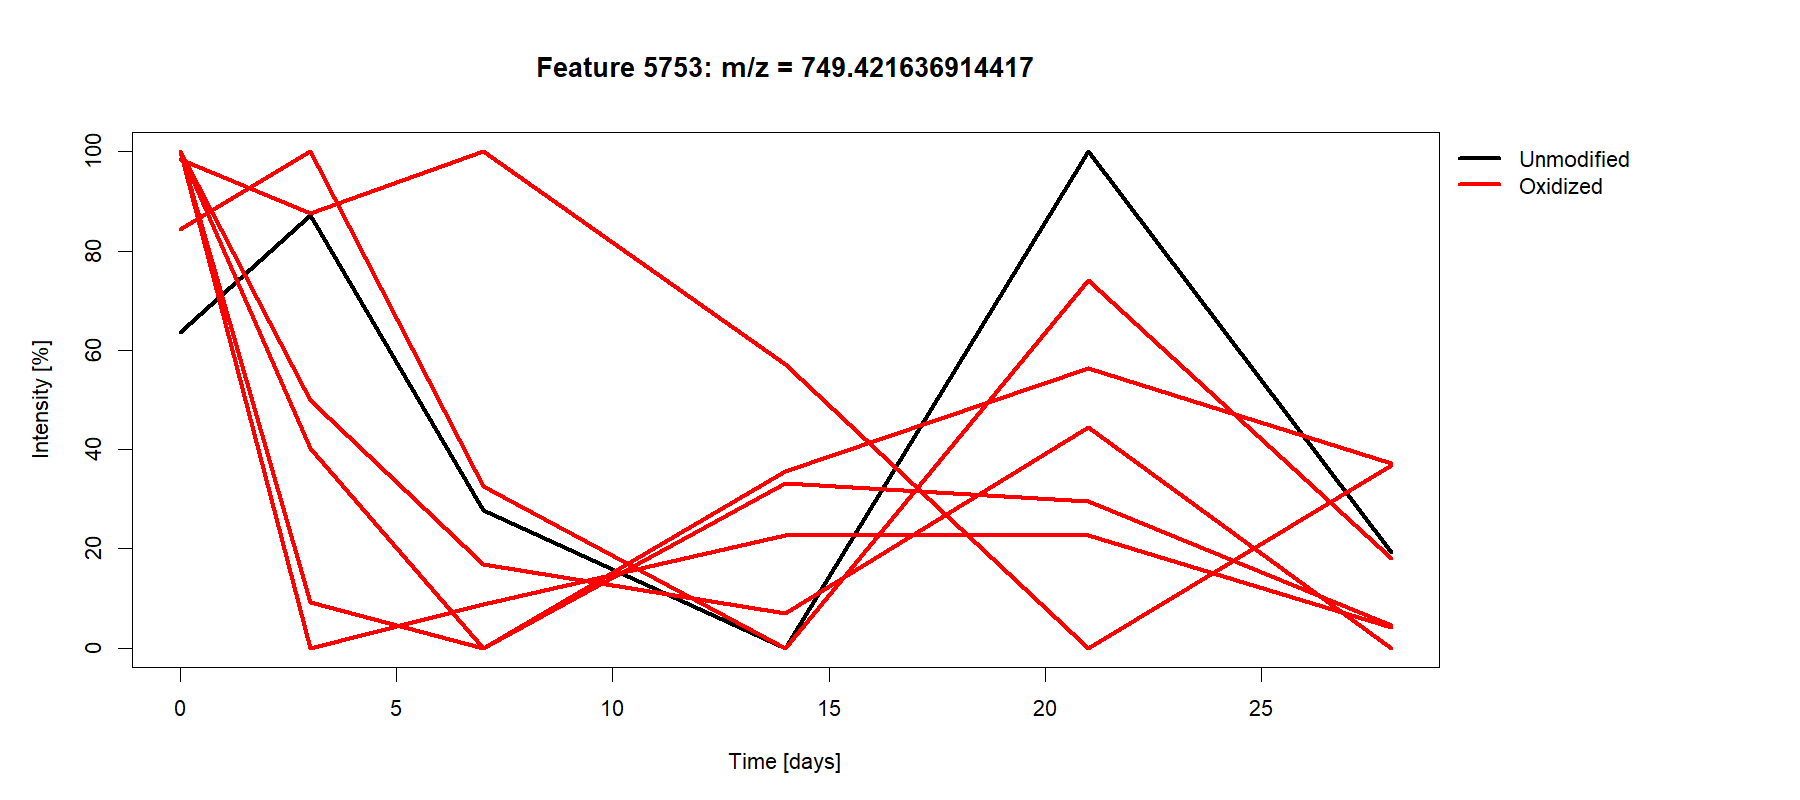 Feature 5753: m/z = 749.421636914417
Unmodified
Oxidized
Intensity [%]
100
80
60
40
20
0
0 5 10 15 20 25
Time [days]